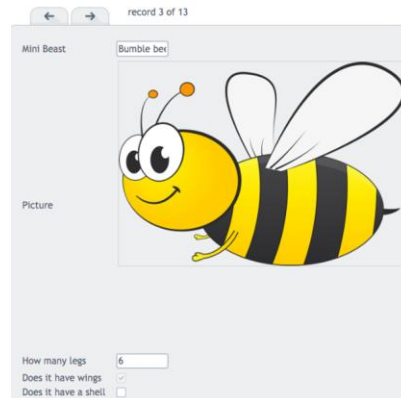 record 3 of 13
Mini Beast Bumble bee
Picture
How many legs 6
Does it have wings
Does it have a shell